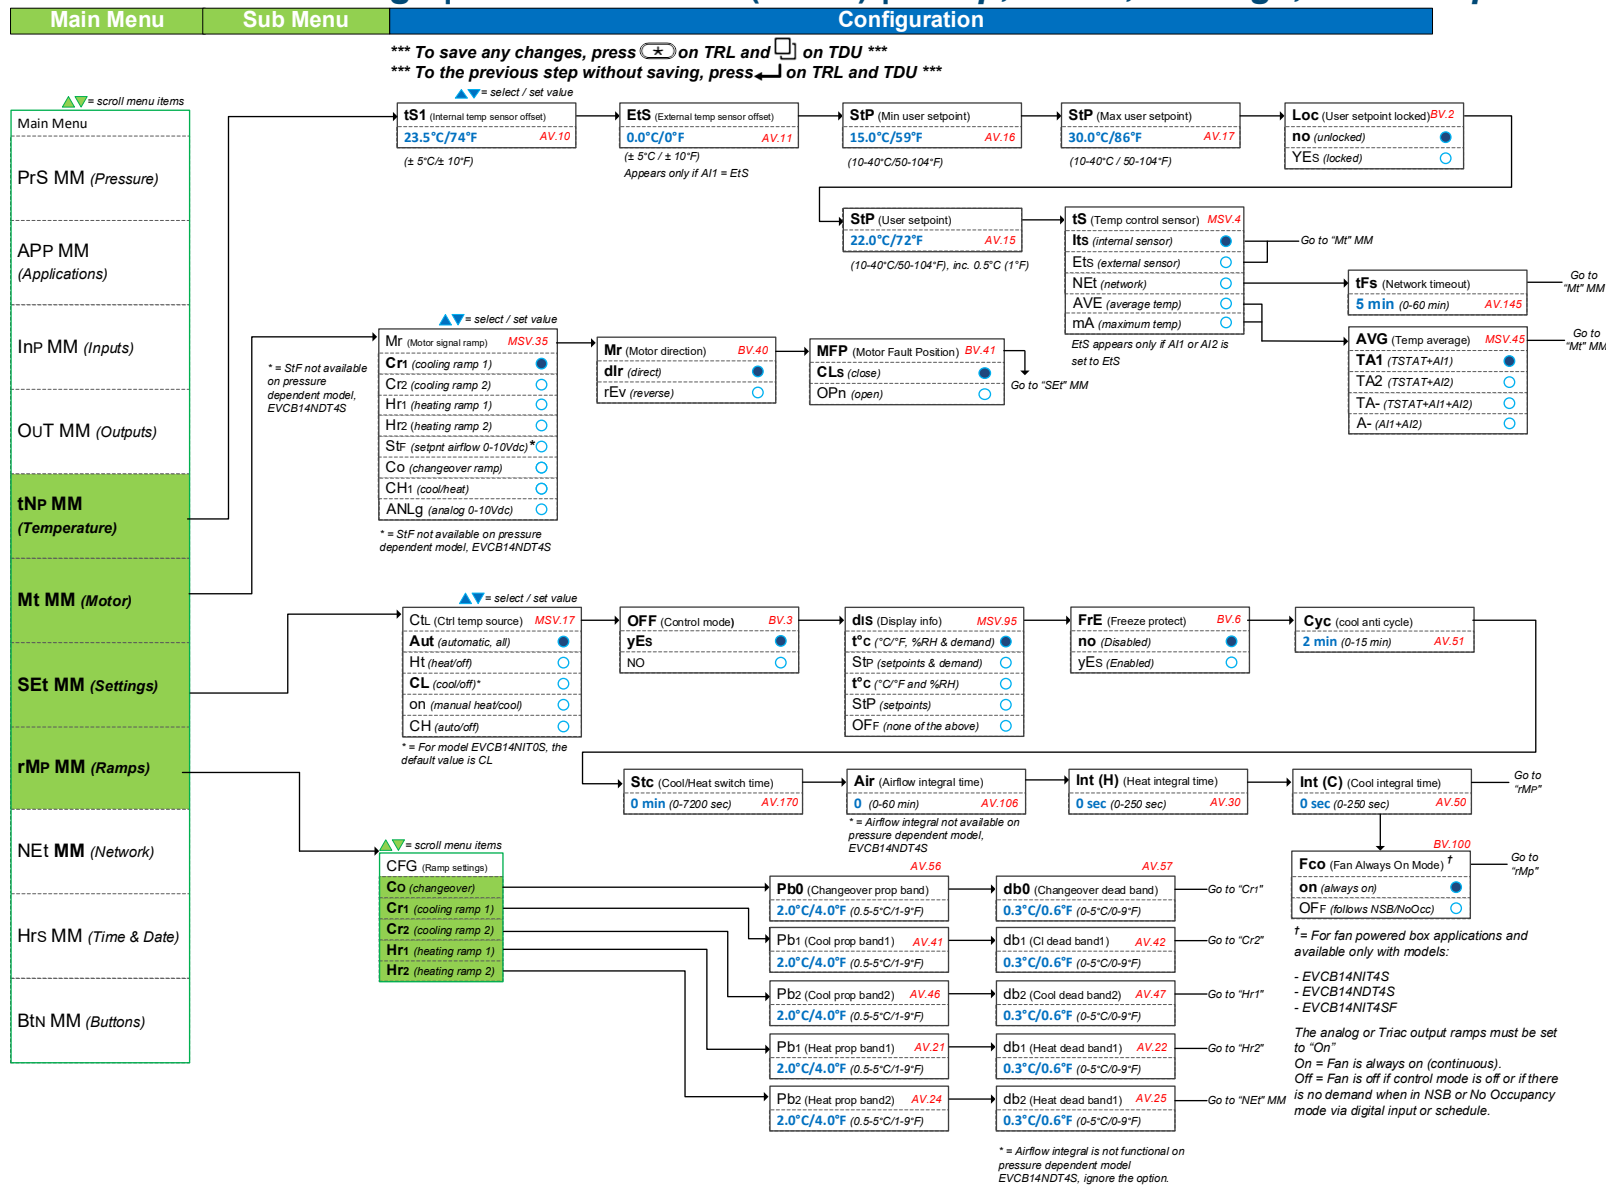 Main Menu
Sub Menu
Configuration
*** To save any changes, press * on TRL and on TDU ***
*** To the previous step without saving, press on TRL and TDU ***
= scroll menu items
Main Menu
PrS MM (Pressure)
APP MM
(Applications)
InP MM (Inputs)
OuT MM (Outputs)
tNP MM
(Temperature)
Mt MM (Motor)
SEt MM (Settings)
rMP MM (Ramps)
NEt MM (Network)
Hrs MM (Time & Date)
BtN MM (Buttons)
= select / set value
tS1 (Internal temp sensor offset)
23.5°C/74°F AV.10
(± 5°C/± 10°F)
EtS (External temp sensor offset)
0.0°C/0°F AV.11
(± 5°C / ± 10°F)
Appears only if AI1 = EtS
StP (Min user setpoint)
15.0°C/59°F AV.16
(10-40°C/50-104°F)
StP (Max user setpoint)
30.0°C/86°F AV.17
(10-40°C / 50-104°F)
Loc (User setpoint locked) BV.2
no (unlocked)
YEs (locked)
StP (User setpoint)
22.0°C/72°F AV.15
(10-40°C/50-104°F), inc. 0.5°C (1°F)
tS (Temp control sensor) MSV.4
Its (internal sensor)
Ets (external sensor)
NEt (network)
AVE (average temp)
mA (maximum temp)
EtS appears only if AI1 or AI2 is
set to EtS
Go to "Mt" MM
tFs (Network timeout)
5 min (0-60 min) AV.145
Go to
"Mt" MM
AVG (Temp average) MSV.45
TA1 (TSTAT+AI1)
TA2 (TSTAT+AI2)
TA- (TSTAT+AI1+AI2)
A- (AI1+AI2)
Go to
"Mt" MM
= select / set value
* = StF not available
on pressure
dependent model,
EVCB14NDT4S
Mr (Motor signal ramp) MSV.35
Cr1 (cooling ramp 1)
Cr2 (cooling ramp 2)
Hr1 (heating ramp 1)
Hr2 (heating ramp 2)
StF (setpnt airflow 0-10Vdc)*
Co (changeover ramp)
CH1 (cool/heat)
ANLg (analog 0-10Vdc)
* = StF not available on pressure
dependent model, EVCB14NDT4S
Mr (Motor direction) BV.40
dIr (direct)
rEv (reverse)
MFP (Motor Fault Position) BV.41
CLs (close)
OPn (open)
Go to "SEt" MM
= select / set value
CtL (Ctrl temp source) MSV.17
Aut (automatic, all)
Ht (heat/off)
CL (cool/off)*
on (manual heat/cool)
CH (auto/off)
* = For model EVCB14NIT0S, the
default value is CL
OFF (Control mode) BV.3
yEs
NO
dIs (Display info) MSV.95
t°c (°C/°F, %RH & demand)
StP (setpoints & demand)
t°c (°C/°F and %RH)
StP (setpoints)
OFF (none of the above)
FrE (Freeze protect) BV.6
no (Disabled)
yEs (Enabled)
Cyc (cool anti cycle)
2 min (0-15 min) AV.51
Stc (Cool/Heat switch time)
0 min (0-7200 sec) AV.170
Air (Airflow integral time)
0 (0-60 min) AV.106
* = Airflow integral not available on
pressure dependent model,
EVCB14NDT4S
Int (H) (Heat integral time)
0 sec (0-250 sec) AV.30
Int (C) (Cool integral time)
0 sec (0-250 sec) AV.50
Go to
"rMP"
BV.100
Fco (Fan Always On Mode) †
on (always on)
OFF (follows NSB/NoOcc)
Go to
"rMp"
† = For fan powered box applications and
available only with models:
- EVCB14NIT4S
- EVCB14NDT4S
- EVCB14NIT4SF
The analog or Triac output ramps must be set
to "On"
On = Fan is always on (continuous).
Off = Fan is off if control mode is off or if there
is no demand when in NSB or No Occupancy
mode via digital input or schedule.
= scroll menu items
CFG (Ramp settings)
Co (changeover)
Cr1 (cooling ramp 1)
Cr2 (cooling ramp 2)
Hr1 (heating ramp 1)
Hr2 (heating ramp 2)
AV.56
Pb0 (Changeover prop band)
2.0°C/4.0°F (0.5-5°C/1-9°F)
AV.57
db0 (Changeover dead band)
0.3°C/0.6°F (0-5°C/0-9°F)
Go to "Cr1"
Pb1 (Cool prop band1) AV.41
2.0°C/4.0°F (0.5-5°C/1-9°F)
db1 (Cl dead band1) AV.42
0.3°C/0.6°F (0-5°C/0-9°F)
Go to "Cr2"
Pb2 (Cool prop band2) AV.46
2.0°C/4.0°F (0.5-5°C/1-9°F)
db2 (Cool dead band2) AV.47
0.3°C/0.6°F (0-5°C/0-9°F)
Go to "Hr1"
Pb1 (Heat prop band1) AV.21
2.0°C/4.0°F (0.5-5°C/1-9°F)
db1 (Heat dead band1) AV.22
0.3°C/0.6°F (0-5°C/0-9°F)
Go to "Hr2"
Pb2 (Heat prop band2) AV.24
2.0°C/4.0°F (0.5-5°C/1-9°F)
db2 (Heat dead band1) AV.25
0.3°C/0.6°F (0-5°C/0-9°F)
Go to "NEt" MM
* = Airflow integral is not functional on
pressure dependent model
EVCB14NDT4S, ignore the option.